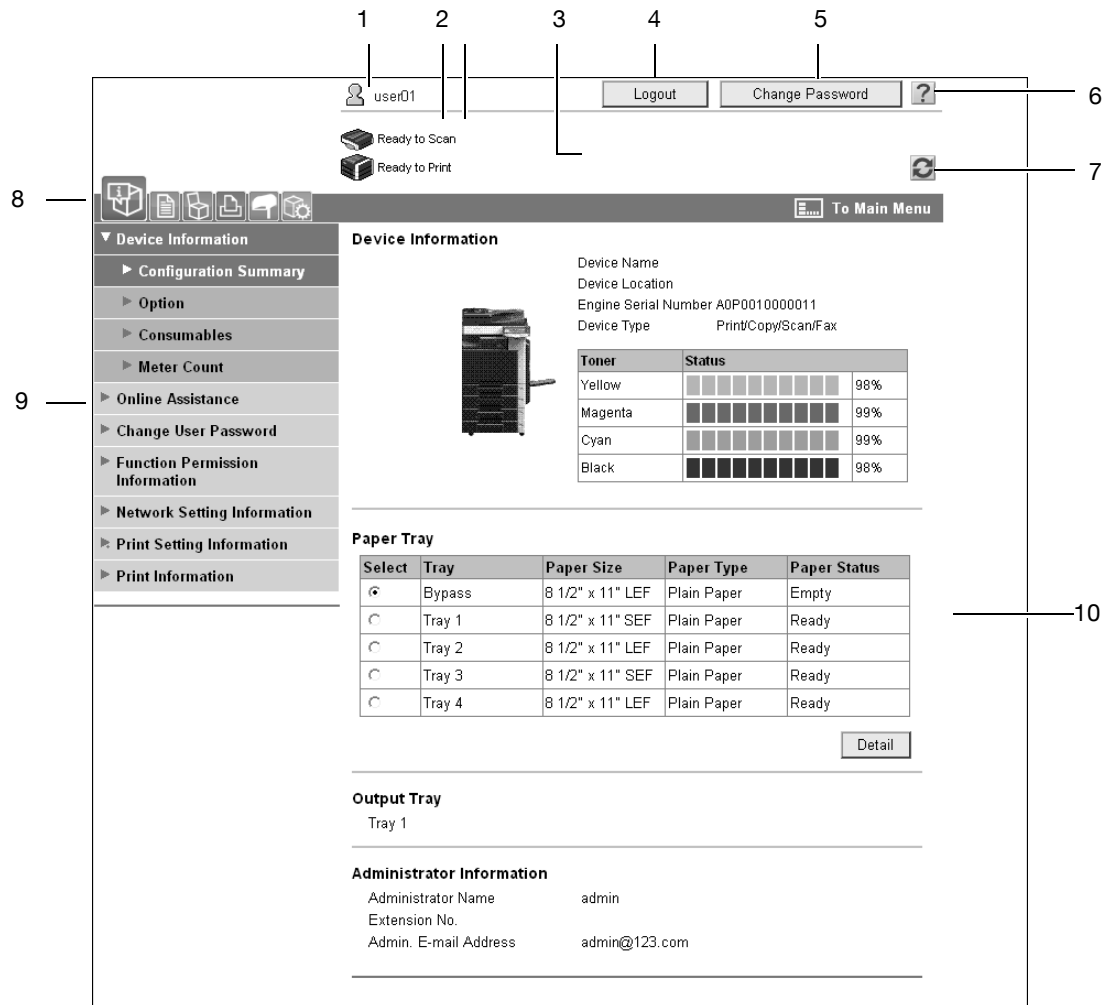 1 2 3 4 5
user01 Logout Change Password ? 6
Ready to Scan
Ready to Print 7
8
To Main Menu
Device Information
Configuration Summary
Option
Consumables
Meter Count
9
Online Assistance
Change User Password
Function Permission
Information
Network Setting Information
Print Setting Information
Print Information
Device Information
Device Name
Device Location
Engine Serial Number A0P0010000011
Device Type Print/Copy/Scan/Fax
Toner Status
Yellow 98%
Magenta 99%
Cyan 99%
Black 98%
Paper Tray
Select Tray Paper Size Paper Type Paper Status
Bypass 8 1/2" x 11" LEF Plain Paper Empty
Tray 1 8 1/2" x 11" SEF Plain Paper Ready
Tray 2 8 1/2" x 11" LEF Plain Paper Ready
Tray 3 8 1/2" x 11" SEF Plain Paper Ready
Tray 4 8 1/2" x 11" LEF Plain Paper Ready
10
Detail
Output Tray
Tray 1
Administrator Information
Administrator Name admin
Extension No.
Admin. E-mail Address admin@123.com